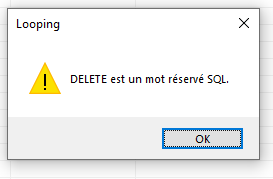 Looping
DELETE est un mot réservé SQL.
OK